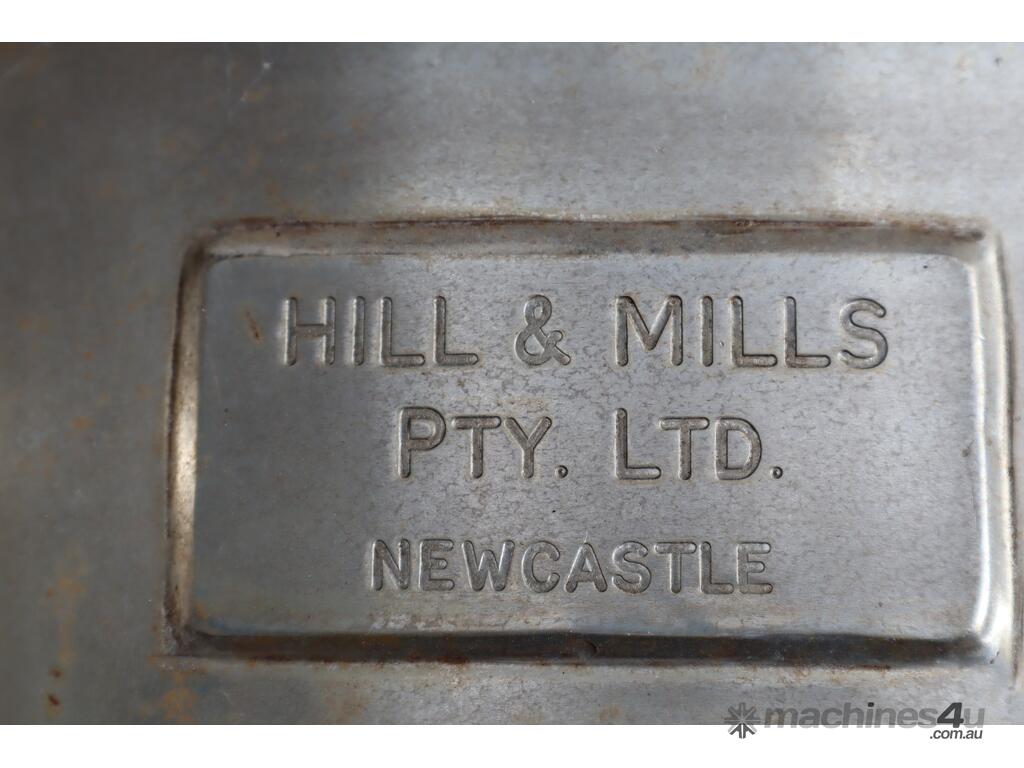 HILL & MILLS
PTY. LTD.
NEWCASTLE
machines4u
.com.au